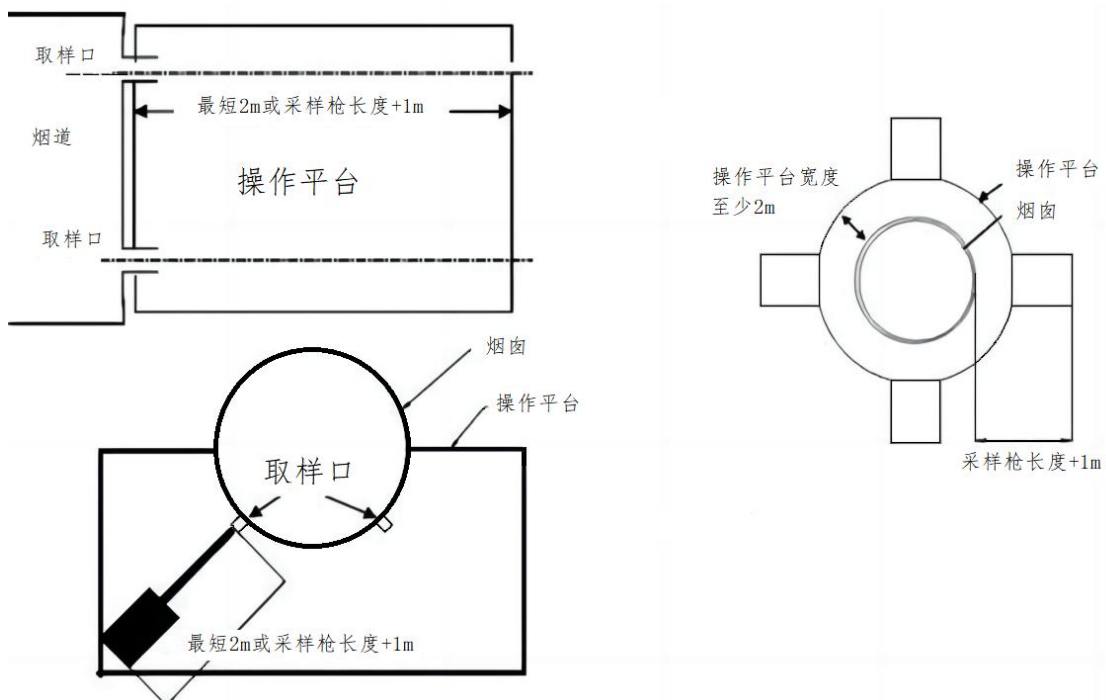 取样口
最短2m或采样枪长度+1m
烟道
操作平台
取样口
操作平台宽度
至少2m
操作平台
烟囱
采样枪长度+1m
烟囱
操作平台
取样口
最短2m或采样枪长度+1m